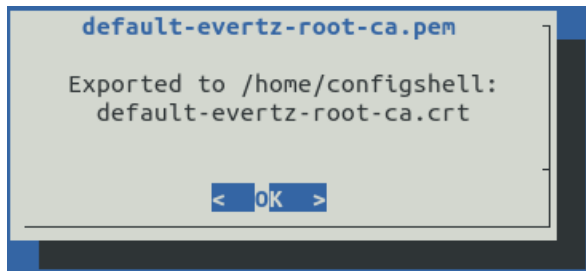 default-evertz-root-ca.pem
Exported to /home/configshell:
default-evertz-root-ca.crt
< OK >